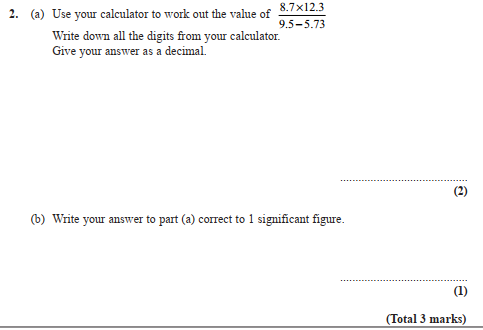 2. (a) Use your calculator to work out the value of 8.7×12.3
9.5–5.73
Write down all the digits from your calculator.
Give your answer as a decimal.
..........................................
(2)
(b) Write your answer to part (a) correct to 1 significant figure.
..........................................
(1)
(Total 3 marks)